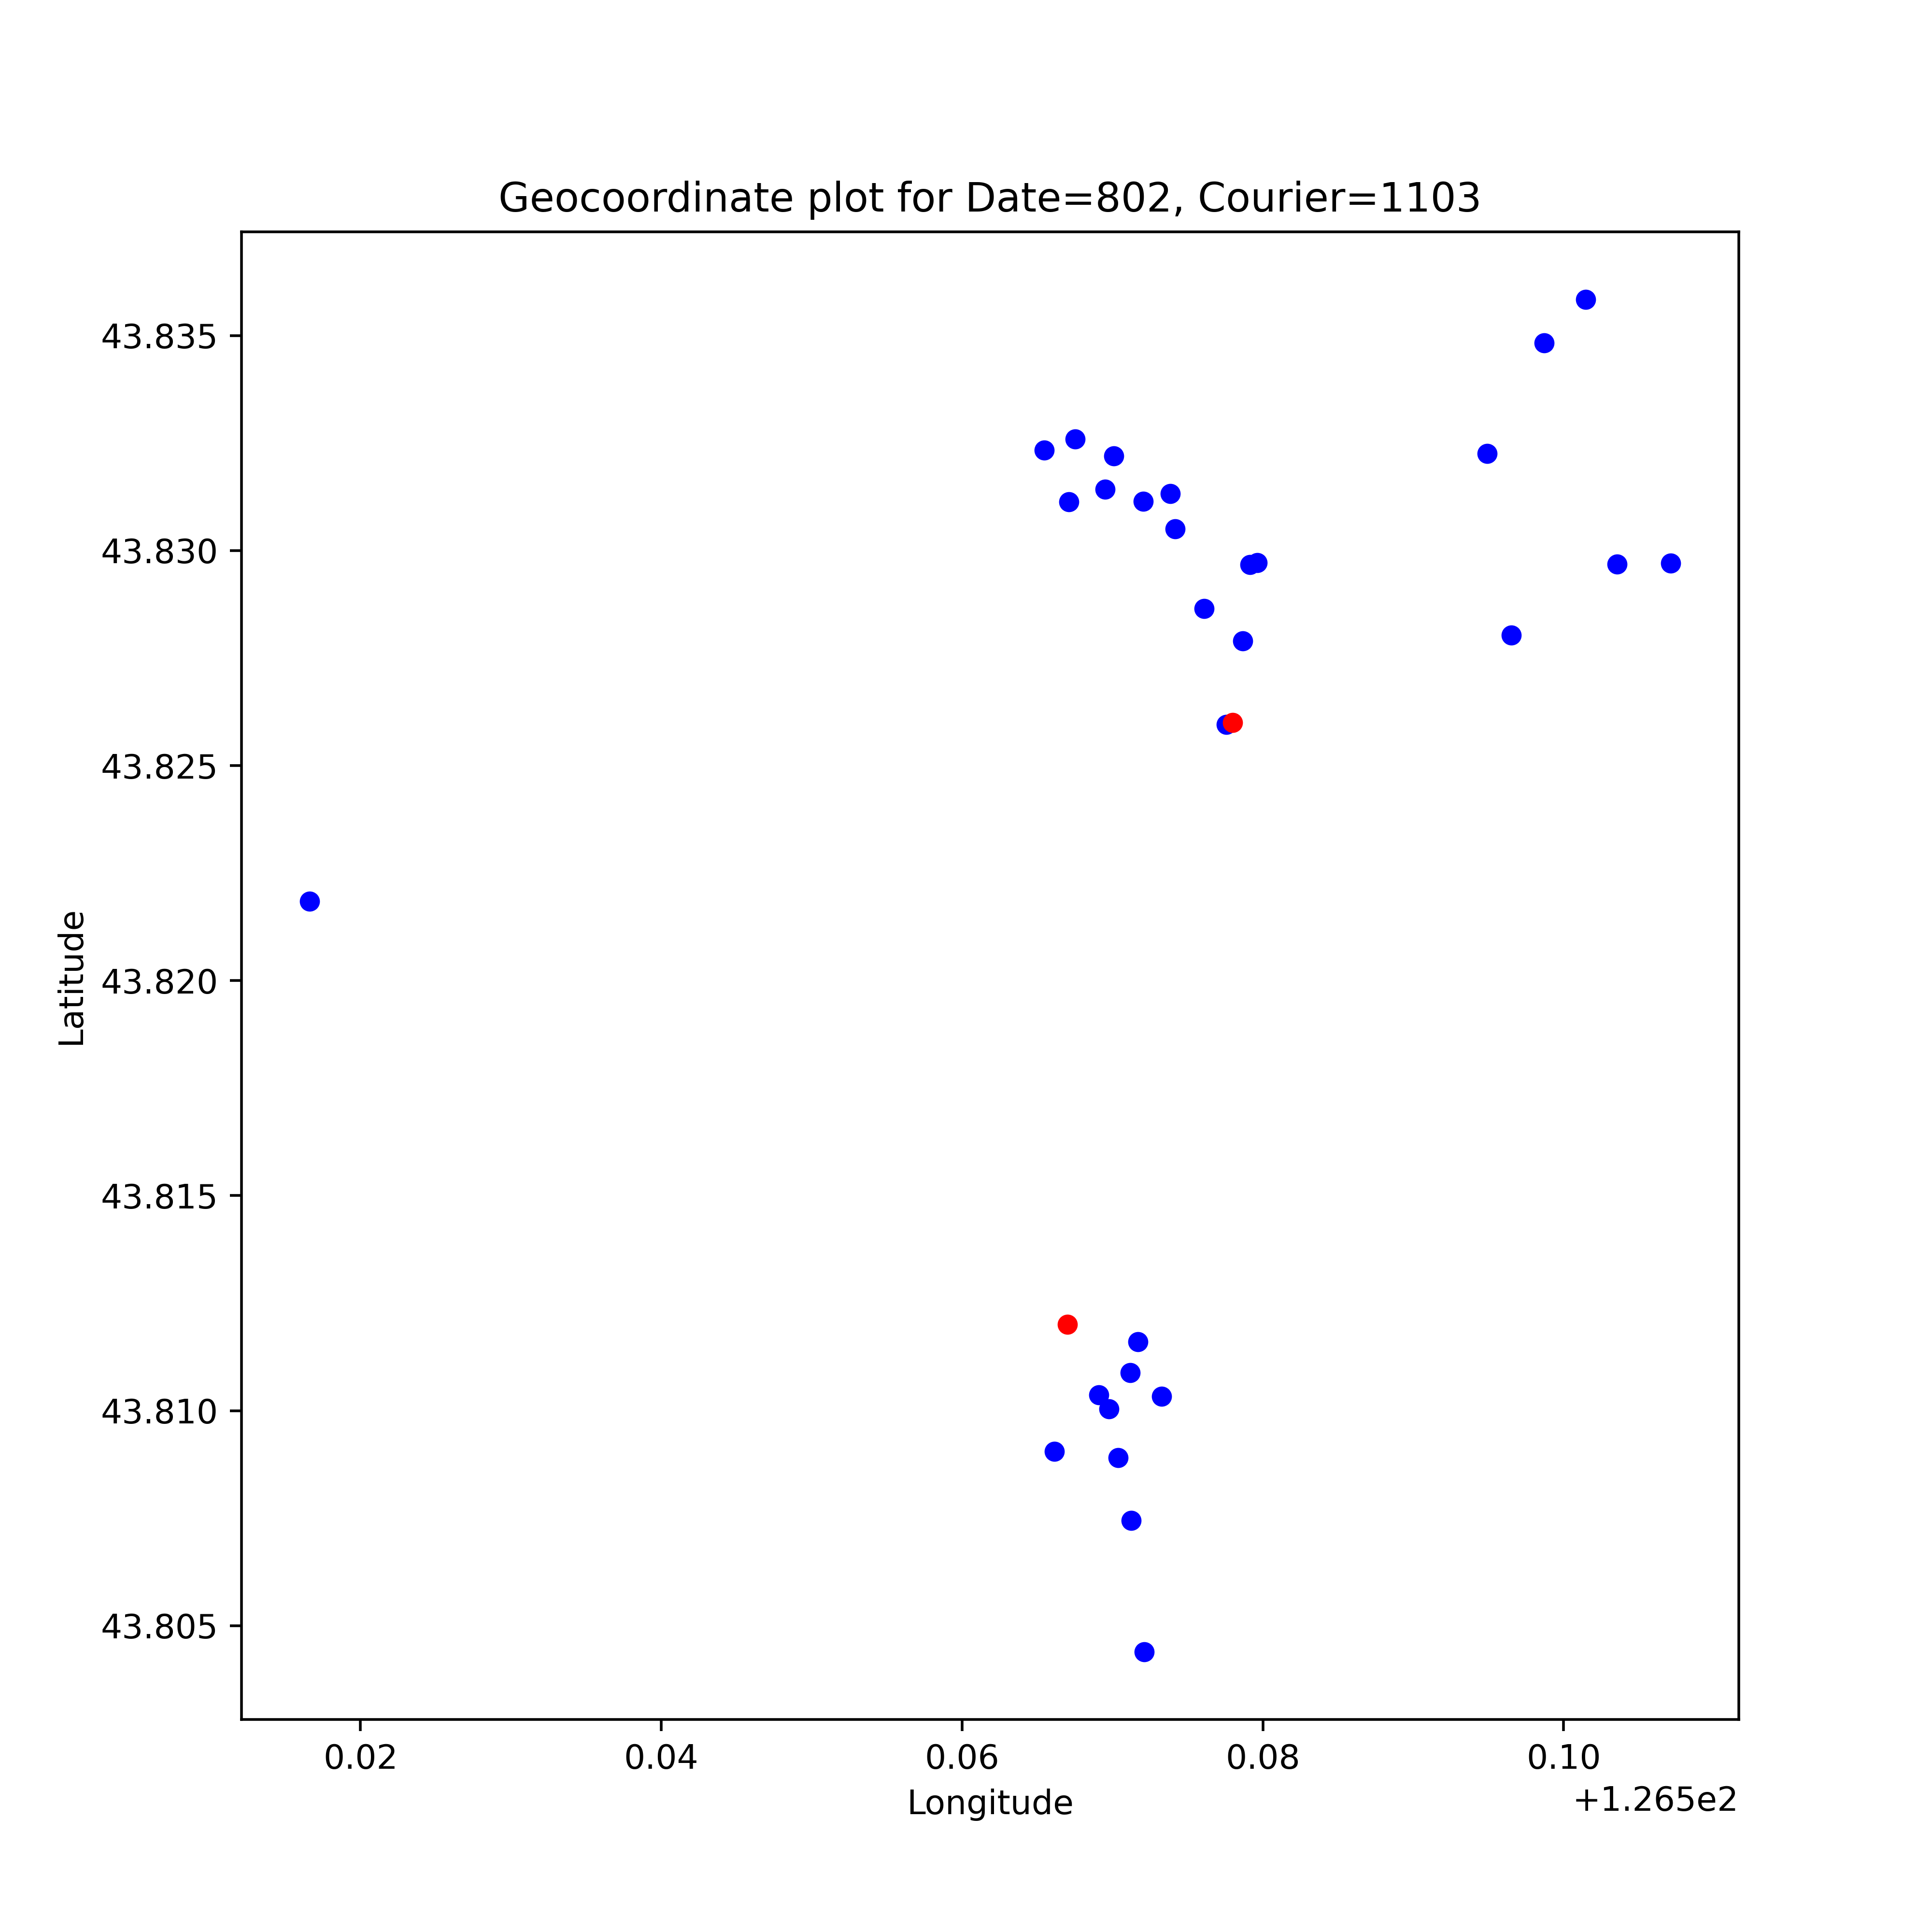 Geocoordinate plot for Date=802, Courier=1103
43.835
43.830
43.825
43.820
43.815
43.810
43.805
Latitude
0.02 0.04 0.06 0.08 0.10
Longitude
+1.265e2